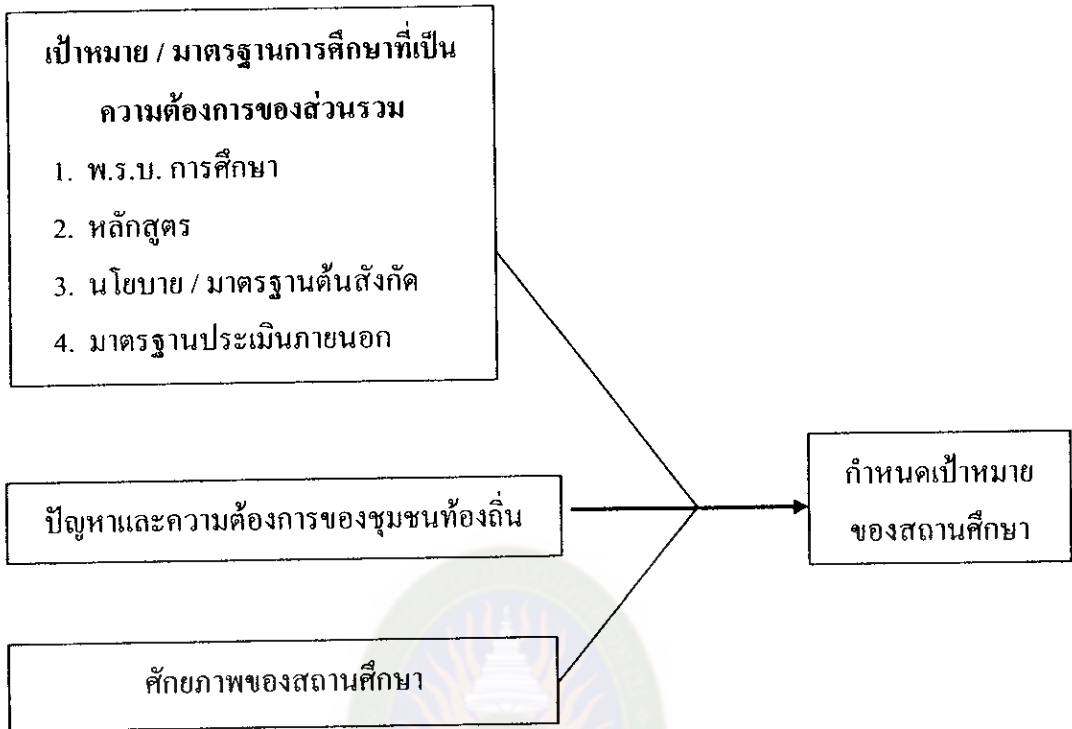 เป้าหมาย / มาตรฐานการศึกษาที่เป็น
ความต้องการของส่วนรวม
1. พ.ร.บ. การศึกษา
2. หลักสูตร
3. นโยบาย / มาตรฐานต้นสังกัด
4. มาตรฐานประเมินภายนอก
ปัญหาและความต้องการของชุมชนท้องถิ่น
ศักยภาพของสถานศึกษา
กำหนดเป้าหมาย
ของสถานศึกษา